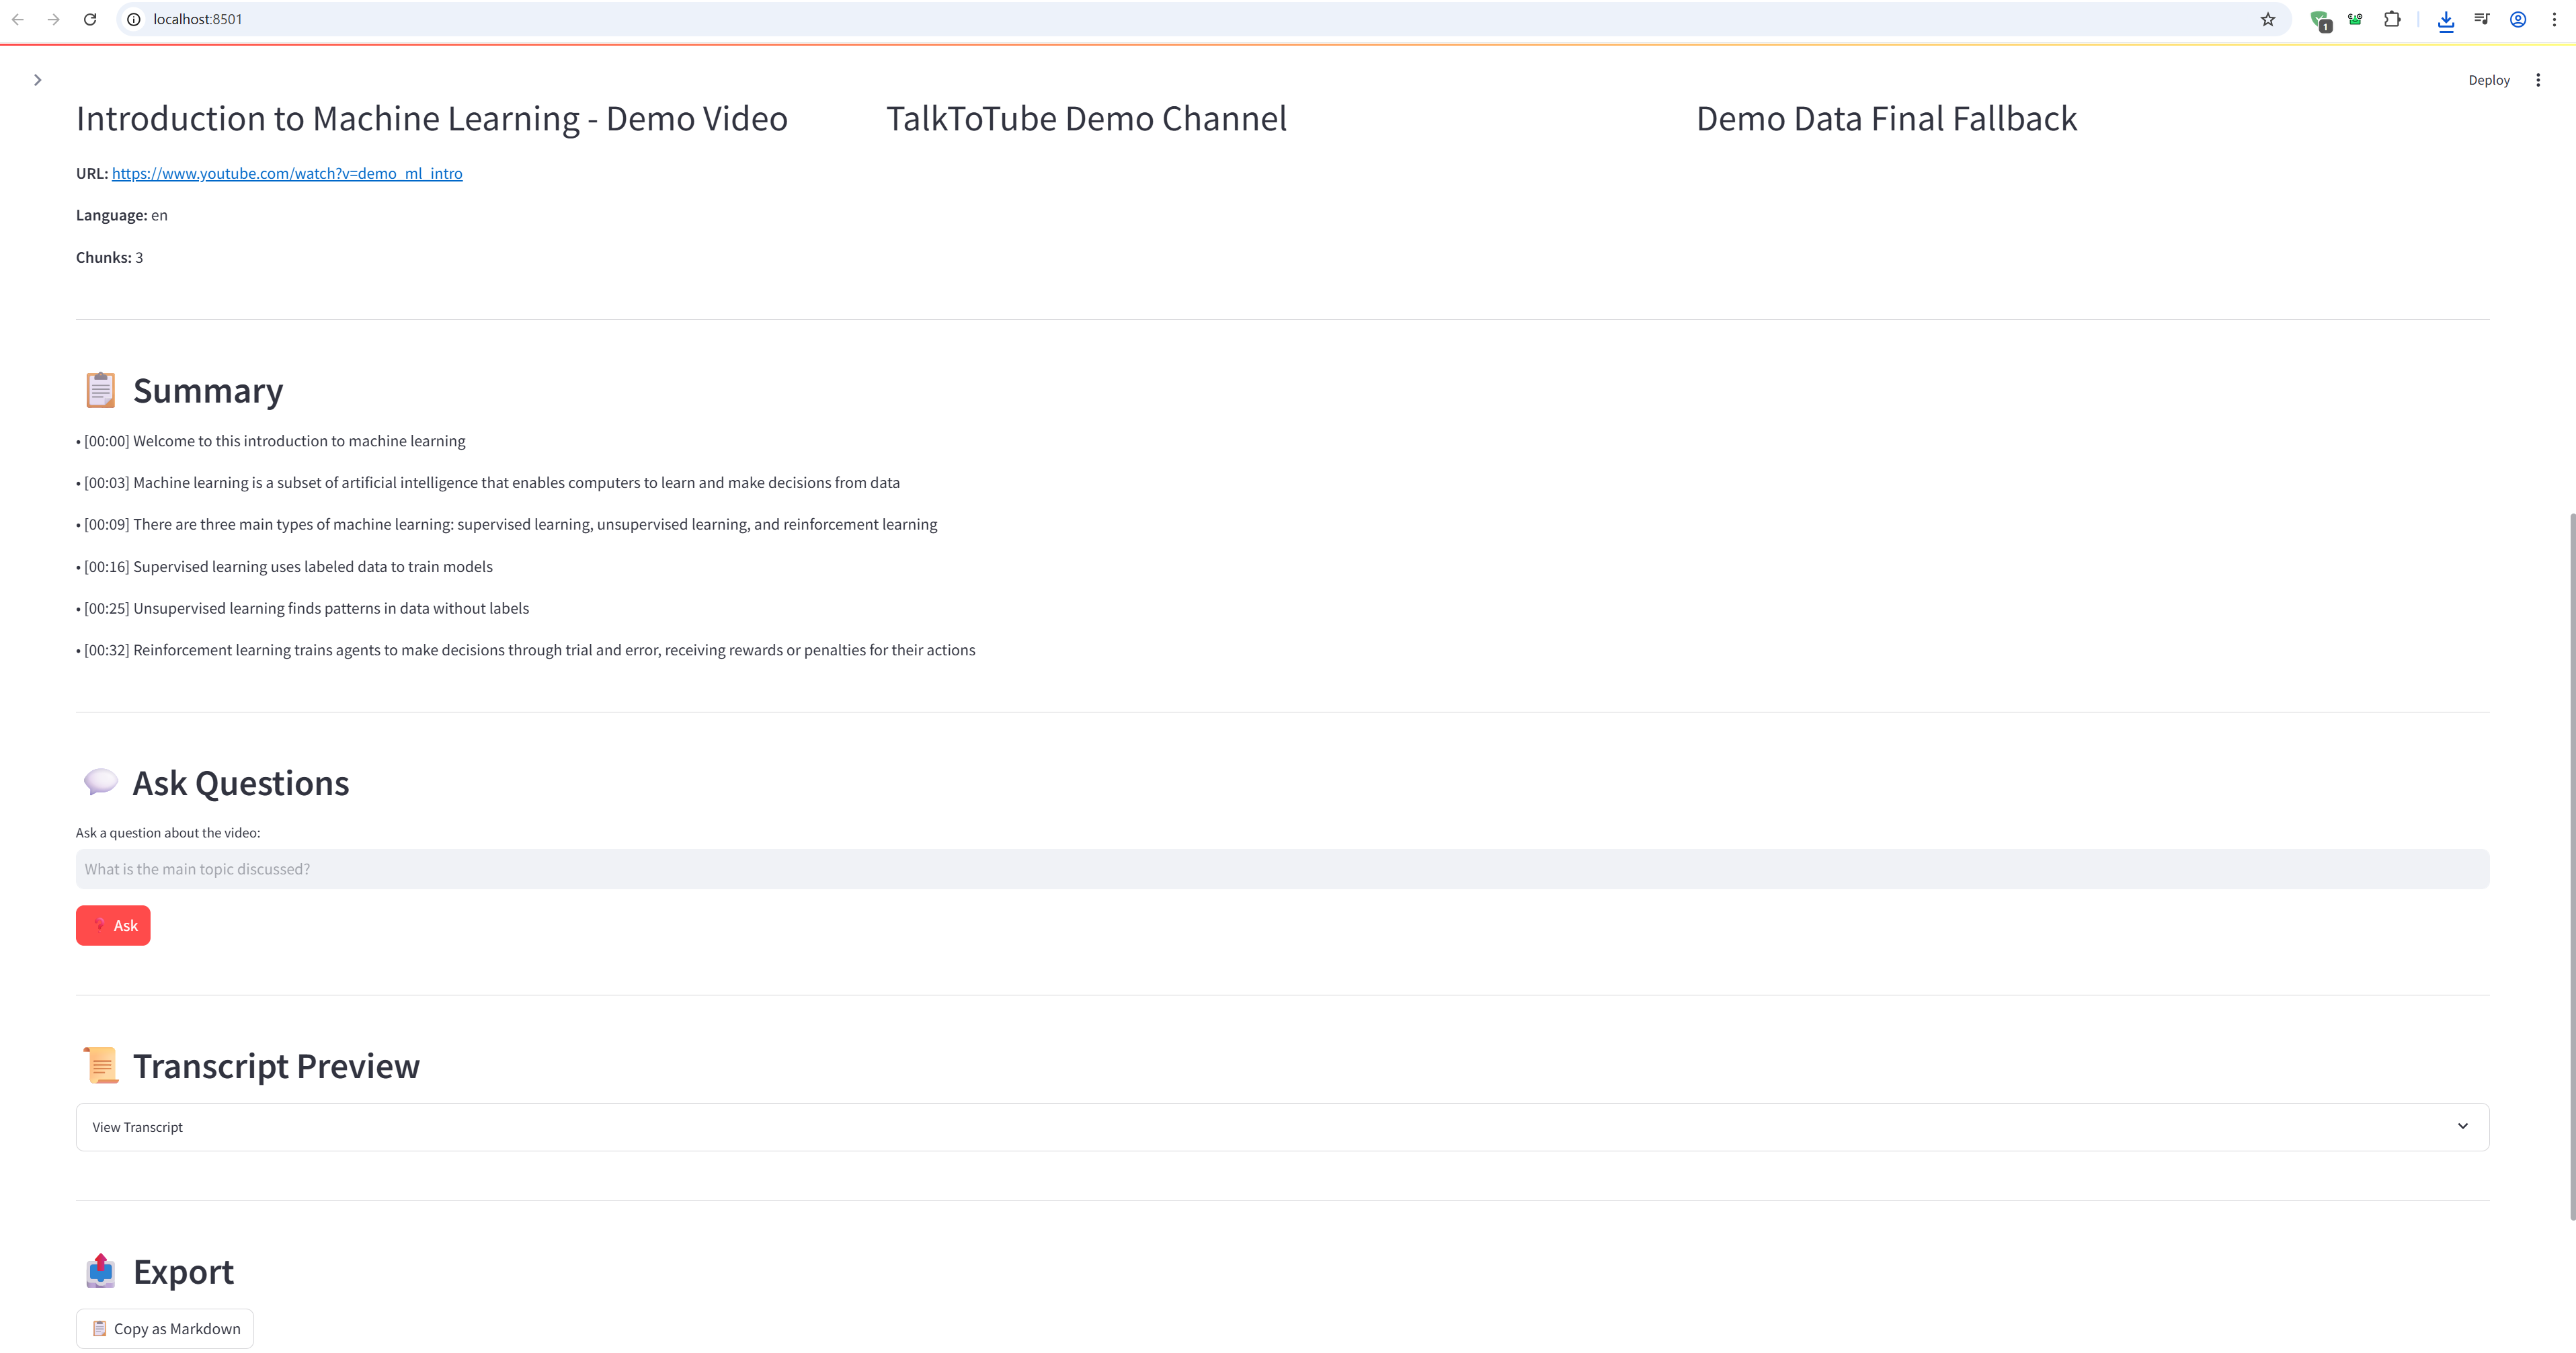 localhost:8501
1
Deploy
Introduction to Machine Learning - Demo Video
TalkToTube Demo Channel
Demo Data Final Fallback
URL: https://www.youtube.com/watch?v=demo_ml_intro
Language: en
Chunks: 3
Summary
• [00:00] Welcome to this introduction to machine learning
• [00:03] Machine learning is a subset of artificial intelligence that enables computers to learn and make decisions from data
• [00:09] There are three main types of machine learning: supervised learning, unsupervised learning, and reinforcement learning
• [00:16] Supervised learning uses labeled data to train models
• [00:25] Unsupervised learning finds patterns in data without labels
• [00:32] Reinforcement learning trains agents to make decisions through trial and error, receiving rewards or penalties for their actions
Ask Questions
Ask a question about the video:
What is the main topic discussed?
❓ Ask
Transcript Preview
View Transcript
Export
Copy as Markdown